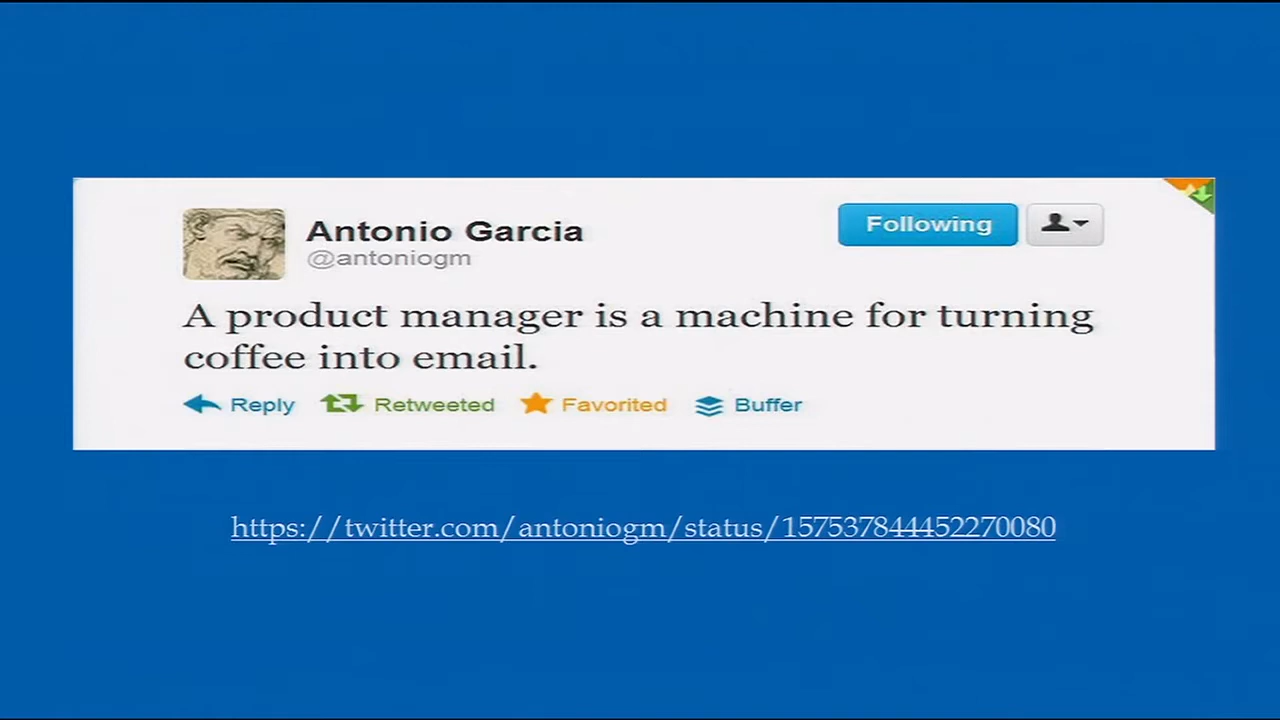 Antonio Garcia
@antoniogm
Following
A product manager is a machine for turning
coffee into email.
Reply Retweeted Favorited Buffer
https://twitter.com/antoniogm/status/157537844452270080